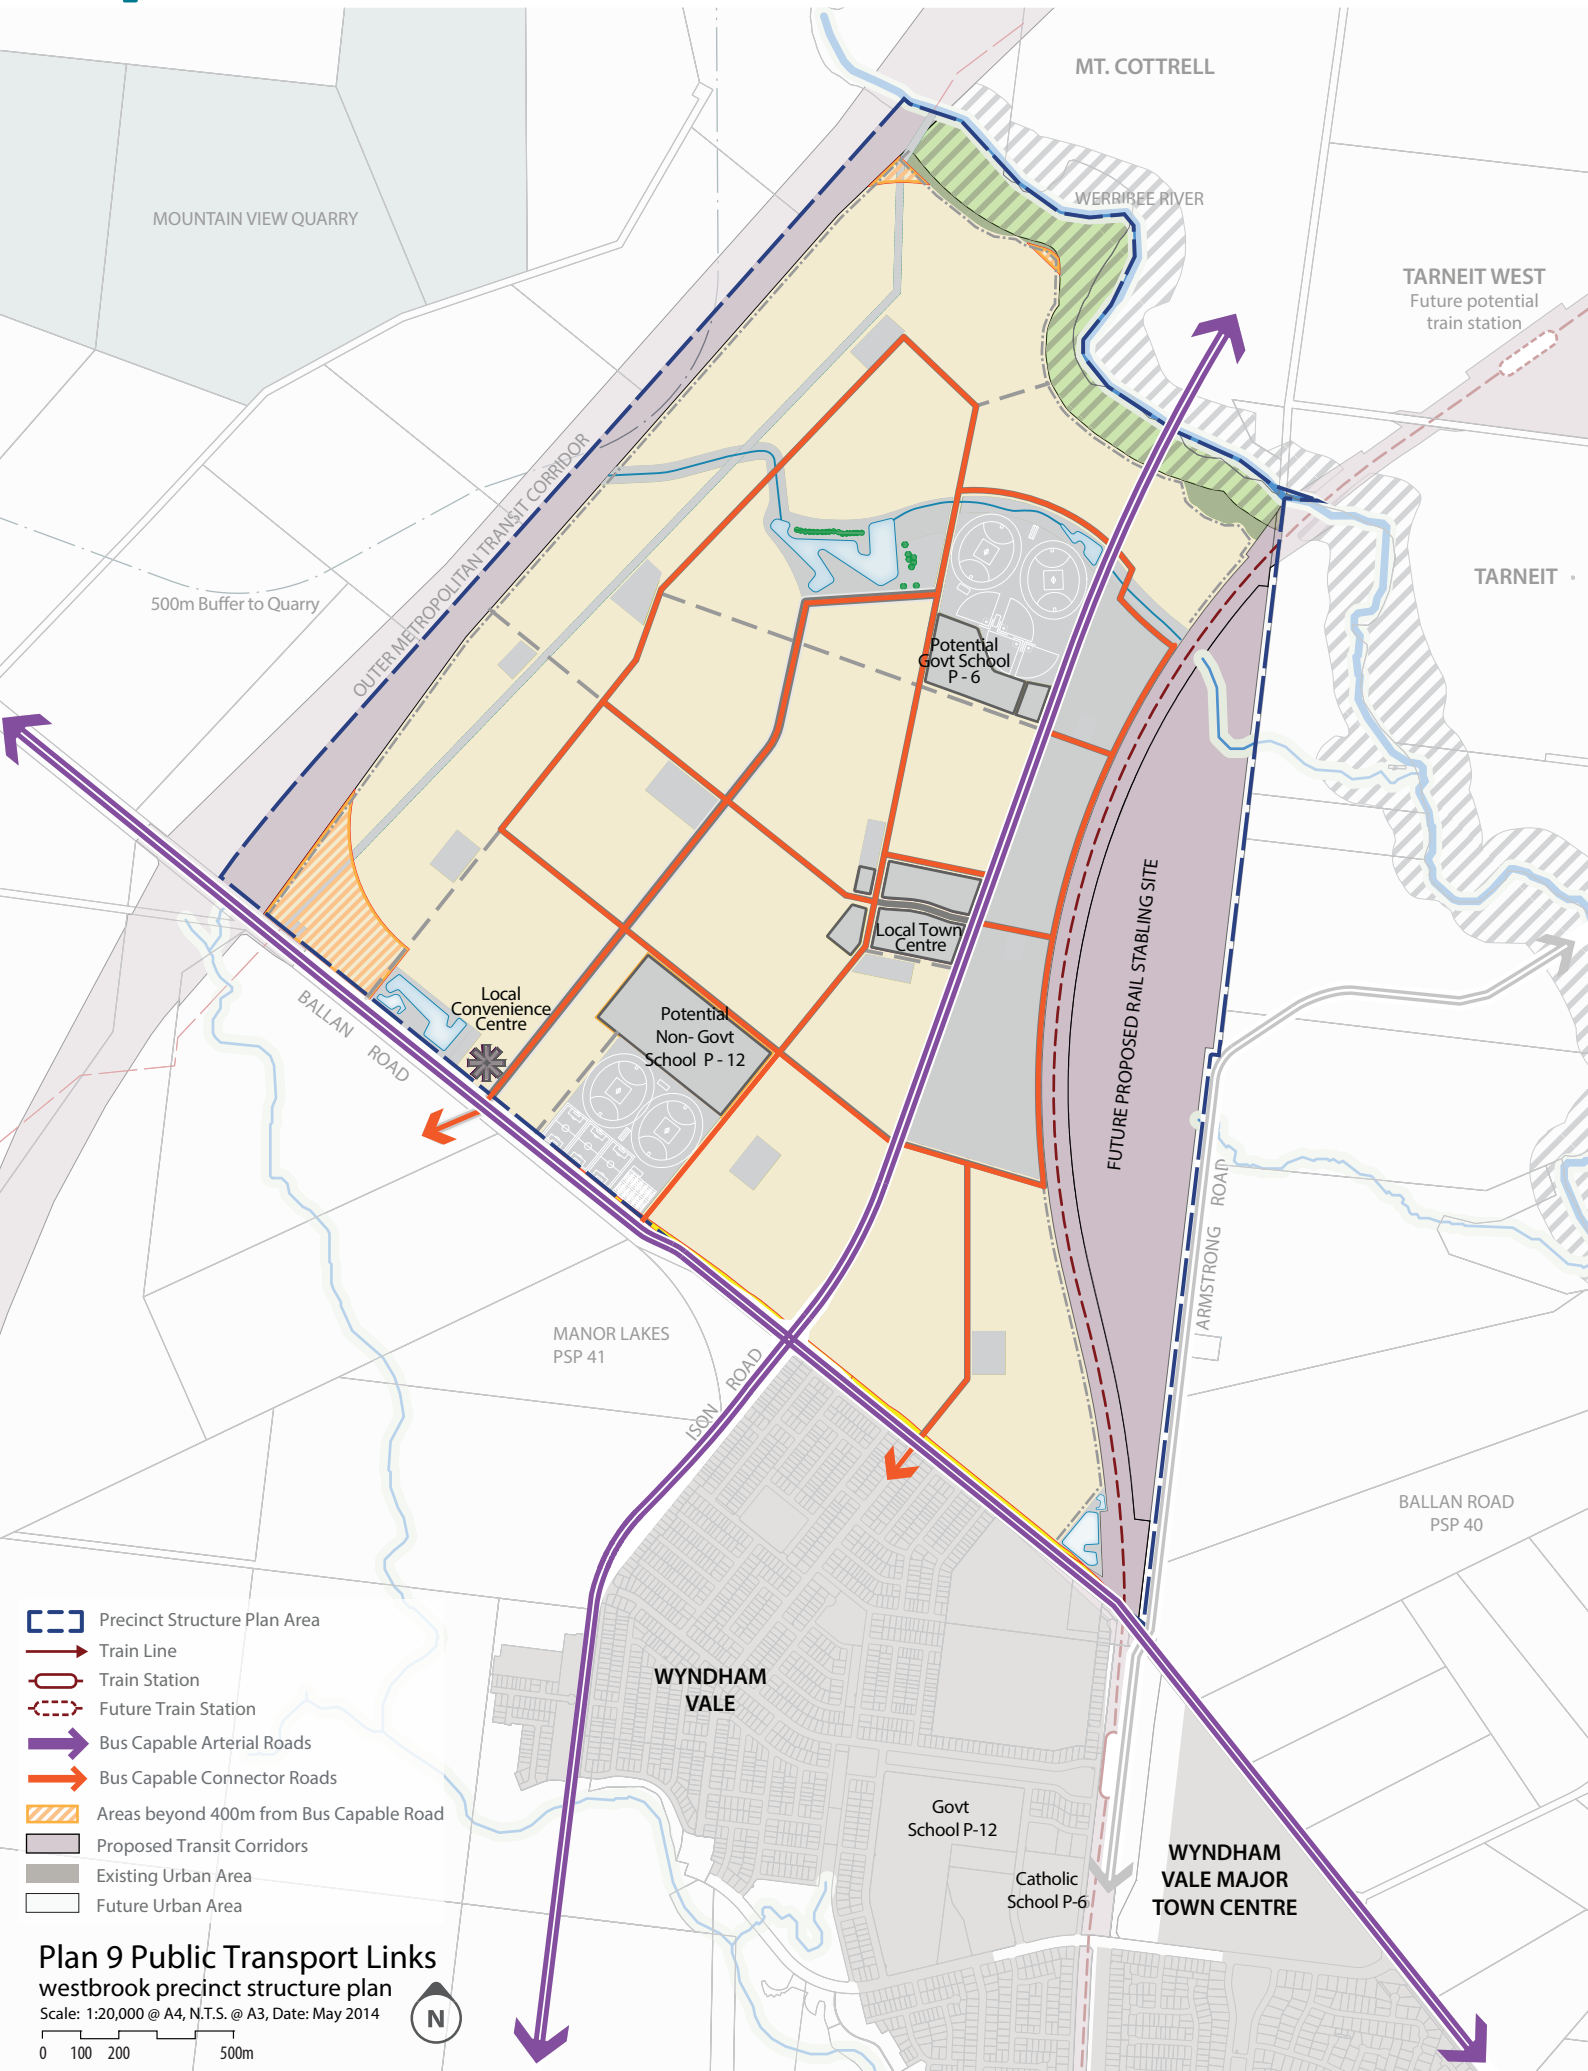 MT. COTTRELL
WERRIBEE RIVER
MOUNTAIN VIEW QUARRY
TARNEIT WEST
Future potential
train station
OUTER METROPOLITAN TRANSIT CORRIDOR
500m Buffer to Quarry
TARNEIT
Potential
Govt School
P - 6
Local Town
Centre
FUTURE PROPOSED RAIL STABLING SITE
Local
Convenience
Centre
Potential
Non- Govt
School P - 12
BALLAN ROAD
ARMSTRONG ROAD
MANOR LAKES
PSP 41
ISON ROAD
BALLAN ROAD
PSP 40
WYNDHAM
VALE
Govt
School P-12
Catholic
School P-6
WYNDHAM
VALE MAJOR
TOWN CENTRE
Precinct Structure Plan Area
Train Line
Train Station
Future Train Station
Bus Capable Arterial Roads
Bus Capable Connector Roads
Areas beyond 400m from Bus Capable Road
Proposed Transit Corridors
Existing Urban Area
Future Urban Area
Plan 9 Public Transport Links
westbrook precinct structure plan
Scale: 1:20,000 @ A4, N.T.S. @ A3, Date: May 2014
N
0 100 200 500m